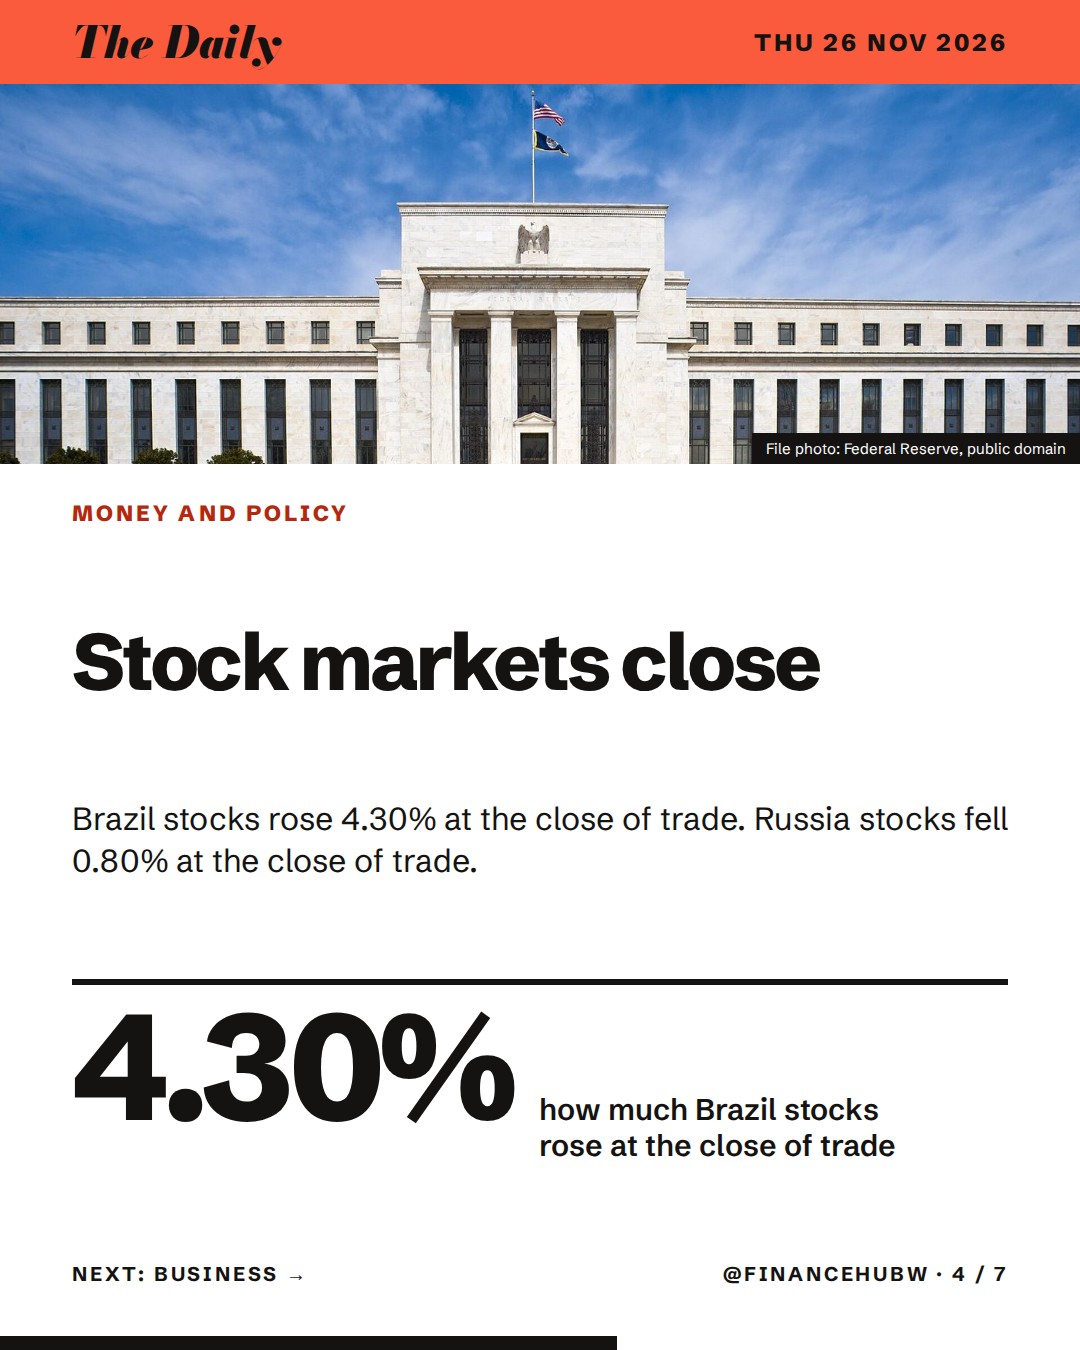 The Daily
THU 26 NOV 2026
File photo: Federal Reserve, public domain
MONEY AND POLICY
Stock markets close
Brazil stocks rose 4.30% at the close of trade. Russia stocks fell
0.80% at the close of trade.
4.30%
how much Brazil stocks
rose at the close of trade
NEXT: BUSINESS →
@FINANCEHUBW · 4 / 7